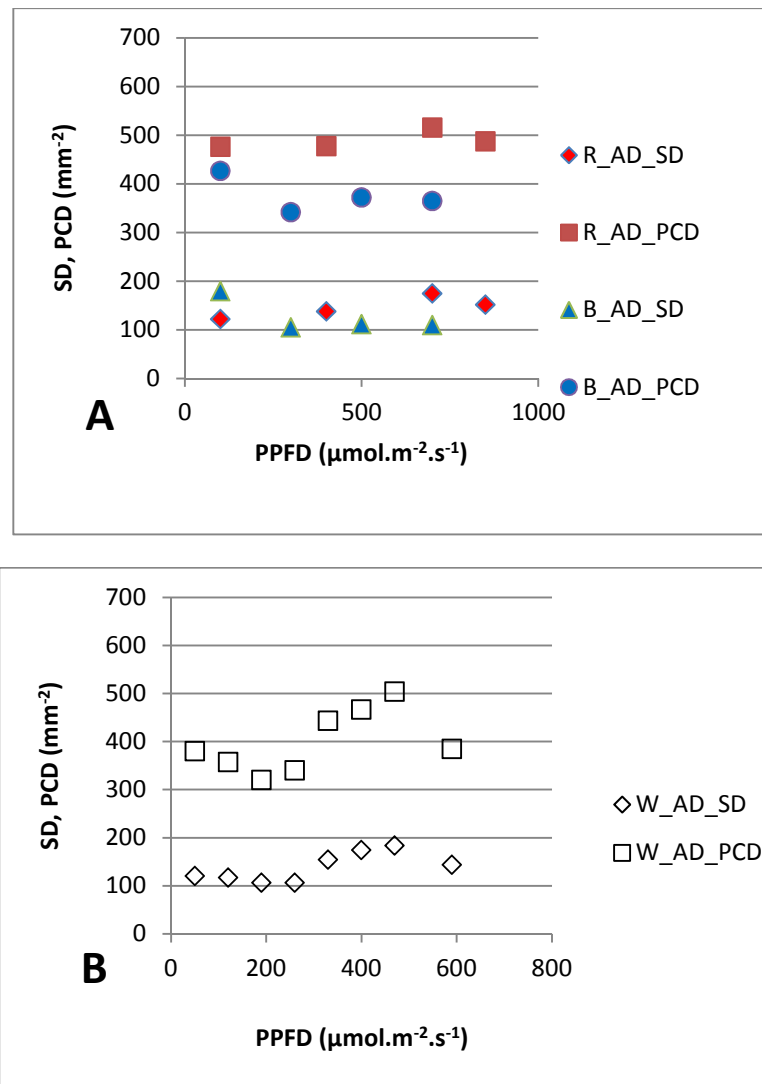 700
600
500
400
300
200
100
0
SD, PCD (mm-2)
0 500 1000
PPFD (µmol.m-2.s-1)
A
R_AD_SD
R_AD_PCD
B_AD_SD
B_AD_PCD
700
600
500
400
300
200
100
0
SD, PCD (mm-2)
0 200 400 600 800
PPFD (µmol.m-2.s-1)
B
W_AD_SD
W_AD_PCD